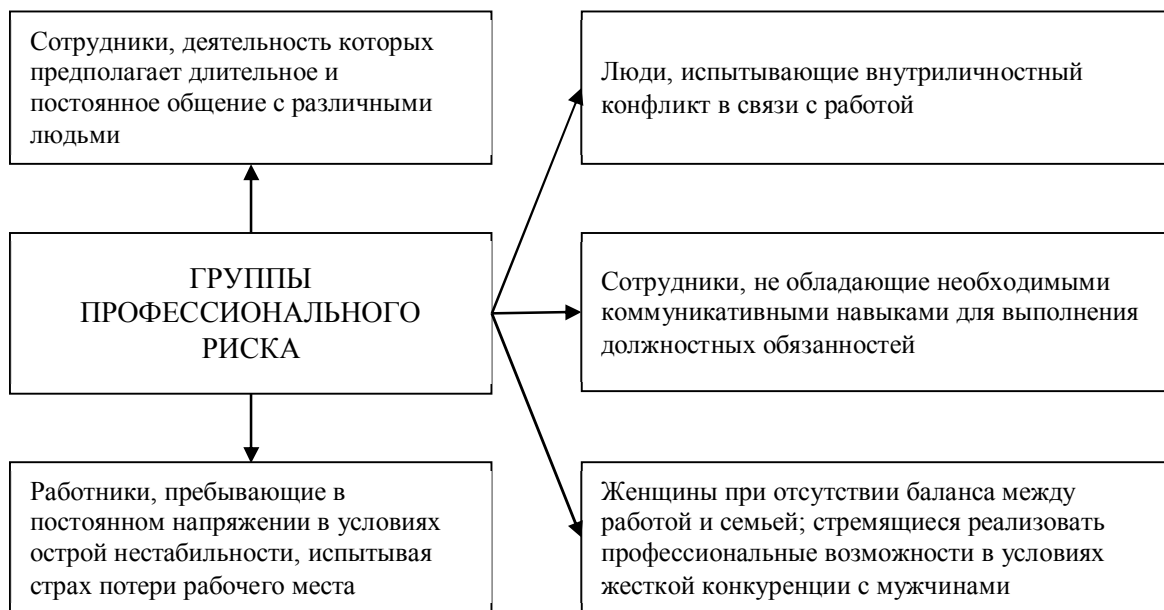 Сотрудники, деятельность которых
предполагает длительное и
постоянное общение с различными
людьми
Люди, испытывающие внутриличностный
конфликт в связи с работой
ГРУППЫ
ПРОФЕССИОНАЛЬНОГО
РИСКА
Сотрудники, не обладающие необходимыми
коммуникативными навыками для выполнения
должностных обязанностей
Работники, пребывающие в
постоянном напряжении в условиях
острой нестабильности, испытывая
страх потери рабочего места
Женщины при отсутствии баланса между
работой и семьей; стремящиеся реализовать
профессиональные возможности в условиях
жесткой конкуренции с мужчинами